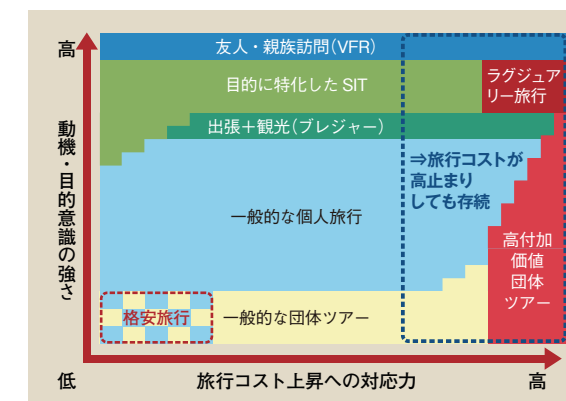 高
友人・親族訪問（VFR）
目的に特化した SIT
ラグジュア
リー旅行
出張＋観光（ブレジャー）
⇒旅行コストが
高止まり
しても存続
動機・目的意識の強さ
一般的な個人旅行
高付加
価値
団体
ツアー
格安旅行
一般的な団体ツアー
低
旅行コスト上昇への対応力
高